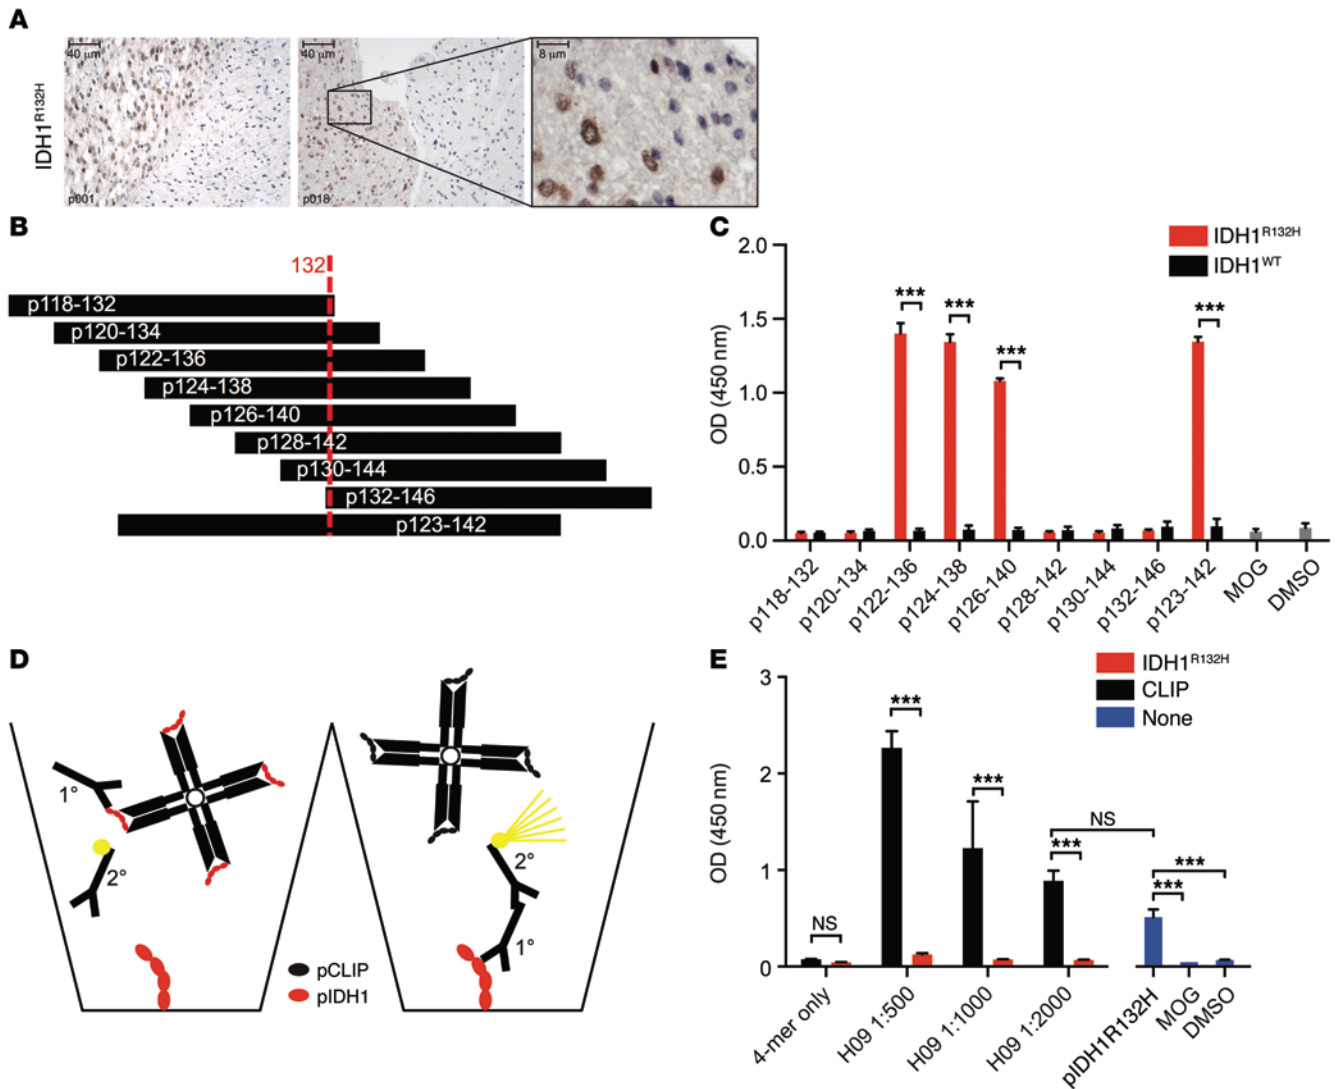 A
IDH1R132H
40 μm
p001
40 μm
p018
8 μm
B
132
p118-132
p120-134
p122-136
p124-138
p126-140
p128-142
p130-144
p132-146
p123-142
C
IDH1R132H
IDH1WT
OD (450 nm)
2.0
1.5
1.0
0.5
0.0
***
***
***
***
p118-132
p120-134
p122-136
p124-138
p126-140
p128-142
p130-144
p132-146
p123-142
MOG
DMSO
D
1°
2°
2°
1°
pCLIP
pIDH1
E
IDH1R132H
CLIP
None
OD (450 nm)
3
2
1
0
NS
***
***
***
NS
***
***
4-mer only
H09 1:500
H09 1:1000
H09 1:2000
pIDH1R132H
MOG
DMSO